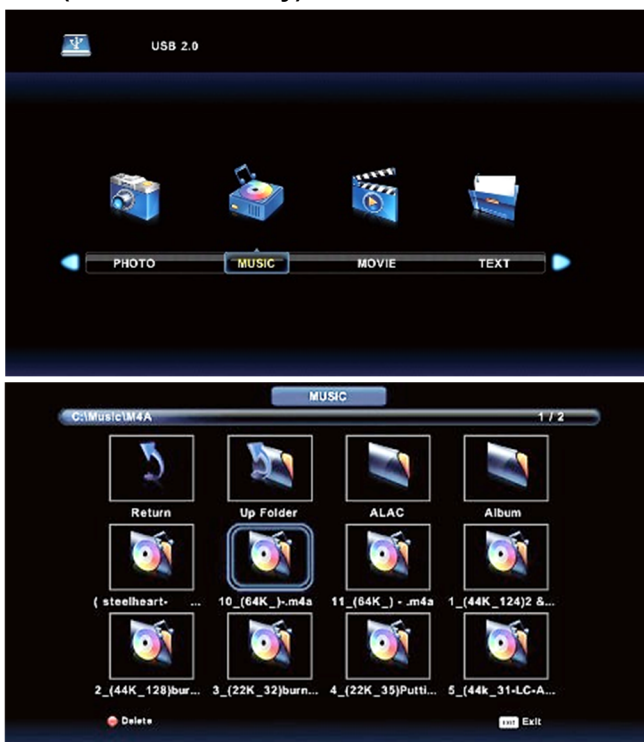 USB 2.0
PHOTO MUSIC MOVIE TEXT
MUSIC
C:\Music\M4A 1 / 2
Return Up Folder ALAC Album
( steelheart- ... 10_(64K_)-.m4a 11_(64K_) - .m4a 1_(44K_124)2 &...
2_(44K_128)bur... 3_(22K_32)burn... 4_(22K_35)Putti... 5_(44k_31-LC-A...
Delete Exit